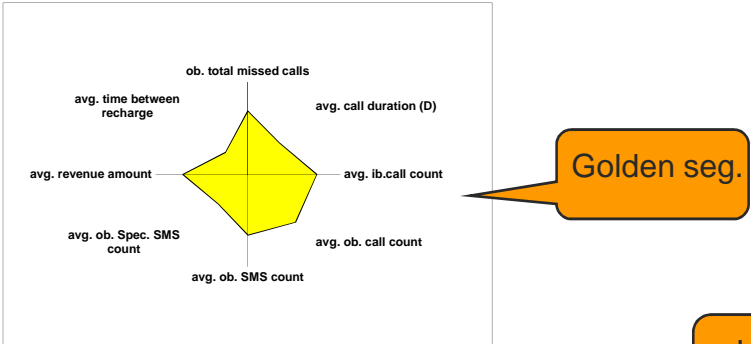 ob. total missed calls
avg. time between
recharge
avg. call duration (D)
avg. revenue amount
avg. ib.call count
avg. ob. Spec. SMS
count
avg. ob. call count
avg. ob. SMS count
Golden seg.